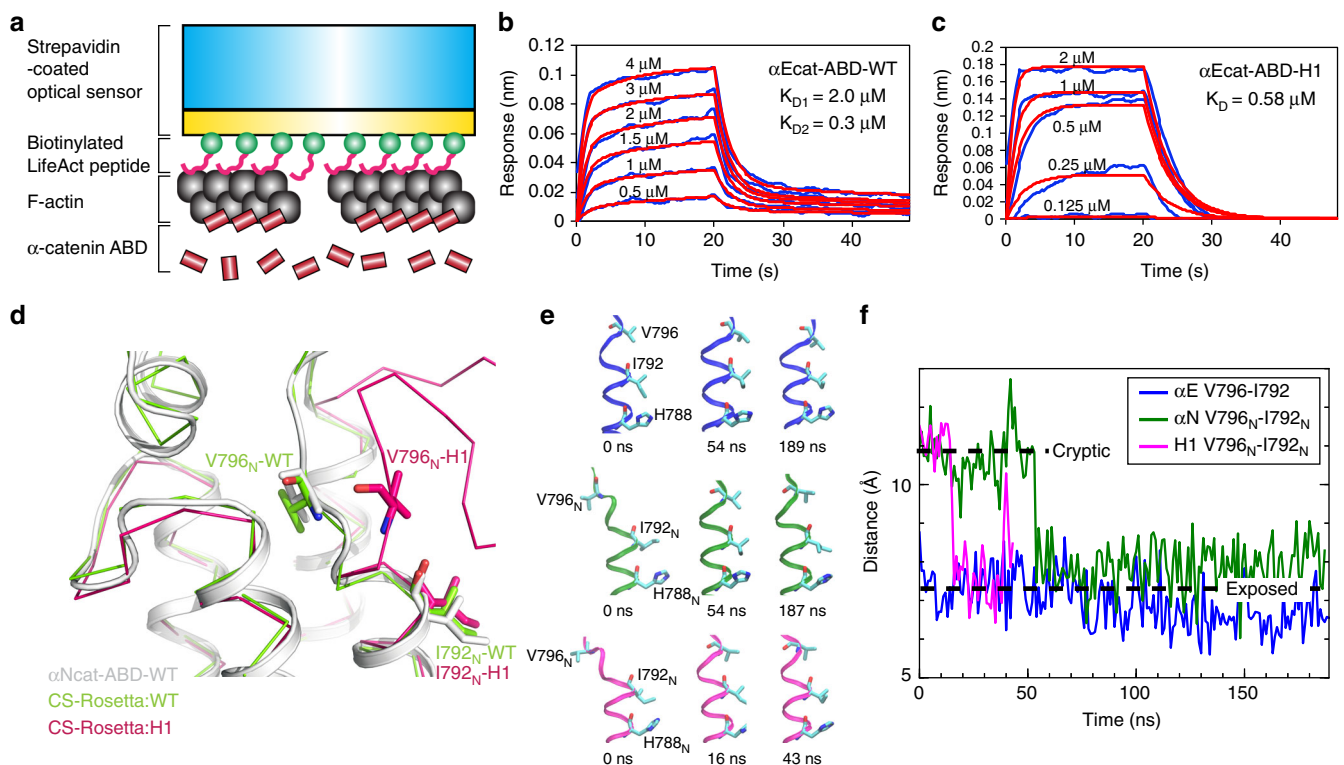 a
Strepavidin
-coated
optical sensor
Biotinylated
LifeAct peptide
F-actin
α-catenin ABD
b
0.12
0.1
0.08
0.06
0.04
0.02
0
Response (nm)
4 μM
3 μM
2 μM
1.5 μM
1 μM
0.5 μM
αEcat-ABD-WT
KD1 = 2.0 μM
KD2 = 0.3 μM
0 20 40
Time (s)
c
0.2
0.18
0.16
0.14
0.12
0.1
0.08
0.06
0.04
0.02
0
Response (nm)
2 μM
1 μM
0.5 μM
0.25 μM
0.125 μM
αEcat-ABD-H1
KD = 0.58 μM
0 10 20 30 40
Time (s)
d
V796N-WT
V796N-H1
I792N-WT
I792N-H1
αNcat-ABD-WT
CS-Rosetta:WT
CS-Rosetta:H1
e
V796
I792
H788
0 ns 54 ns 189 ns
V796N
I792N
H788N
0 ns 54 ns 187 ns
V796N
I792N
H788N
0 ns 16 ns 43 ns
f
αE V796-I792
αN V796N-I792N
H1 V796N-I792N
Cryptic
Exposed
10
5
Distance (Å)
0 50 100 150
Time (ns)